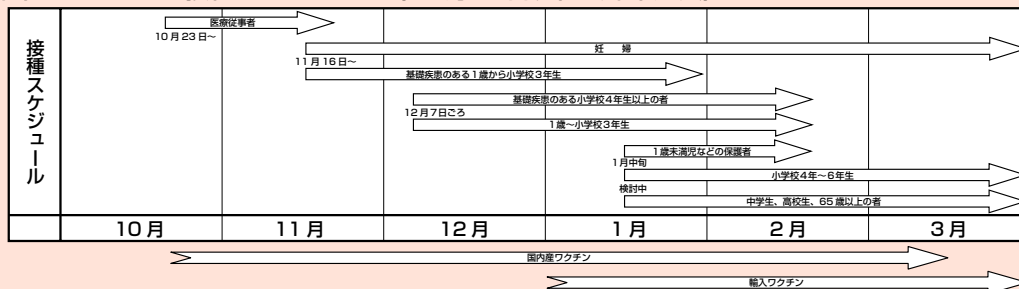 接種スケジュール
医療従事者
10月23日～
妊　婦
11月16日～
基礎疾患のある1歳から小学校3年生
基礎疾患のある小学校4年生以上の者
12月7日ごろ
1歳～小学校3年生
1歳未満児などの保護者
1月中旬
小学校4年～6年生
検討中
中学生、高校生、65歳以上の者
10月　11月　12月　1月　2月　3月
国内産ワクチン
輸入ワクチン